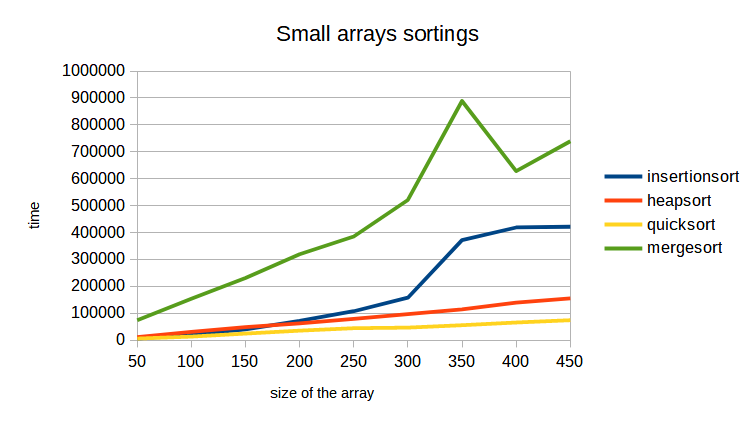 Small arrays sortings
1000000
900000
800000
700000
600000
500000
400000
300000
200000
100000
0
50 100 150 200 250 300 350 400 450
time
size of the array
insertionsort
heapsort
quicksort
mergesort